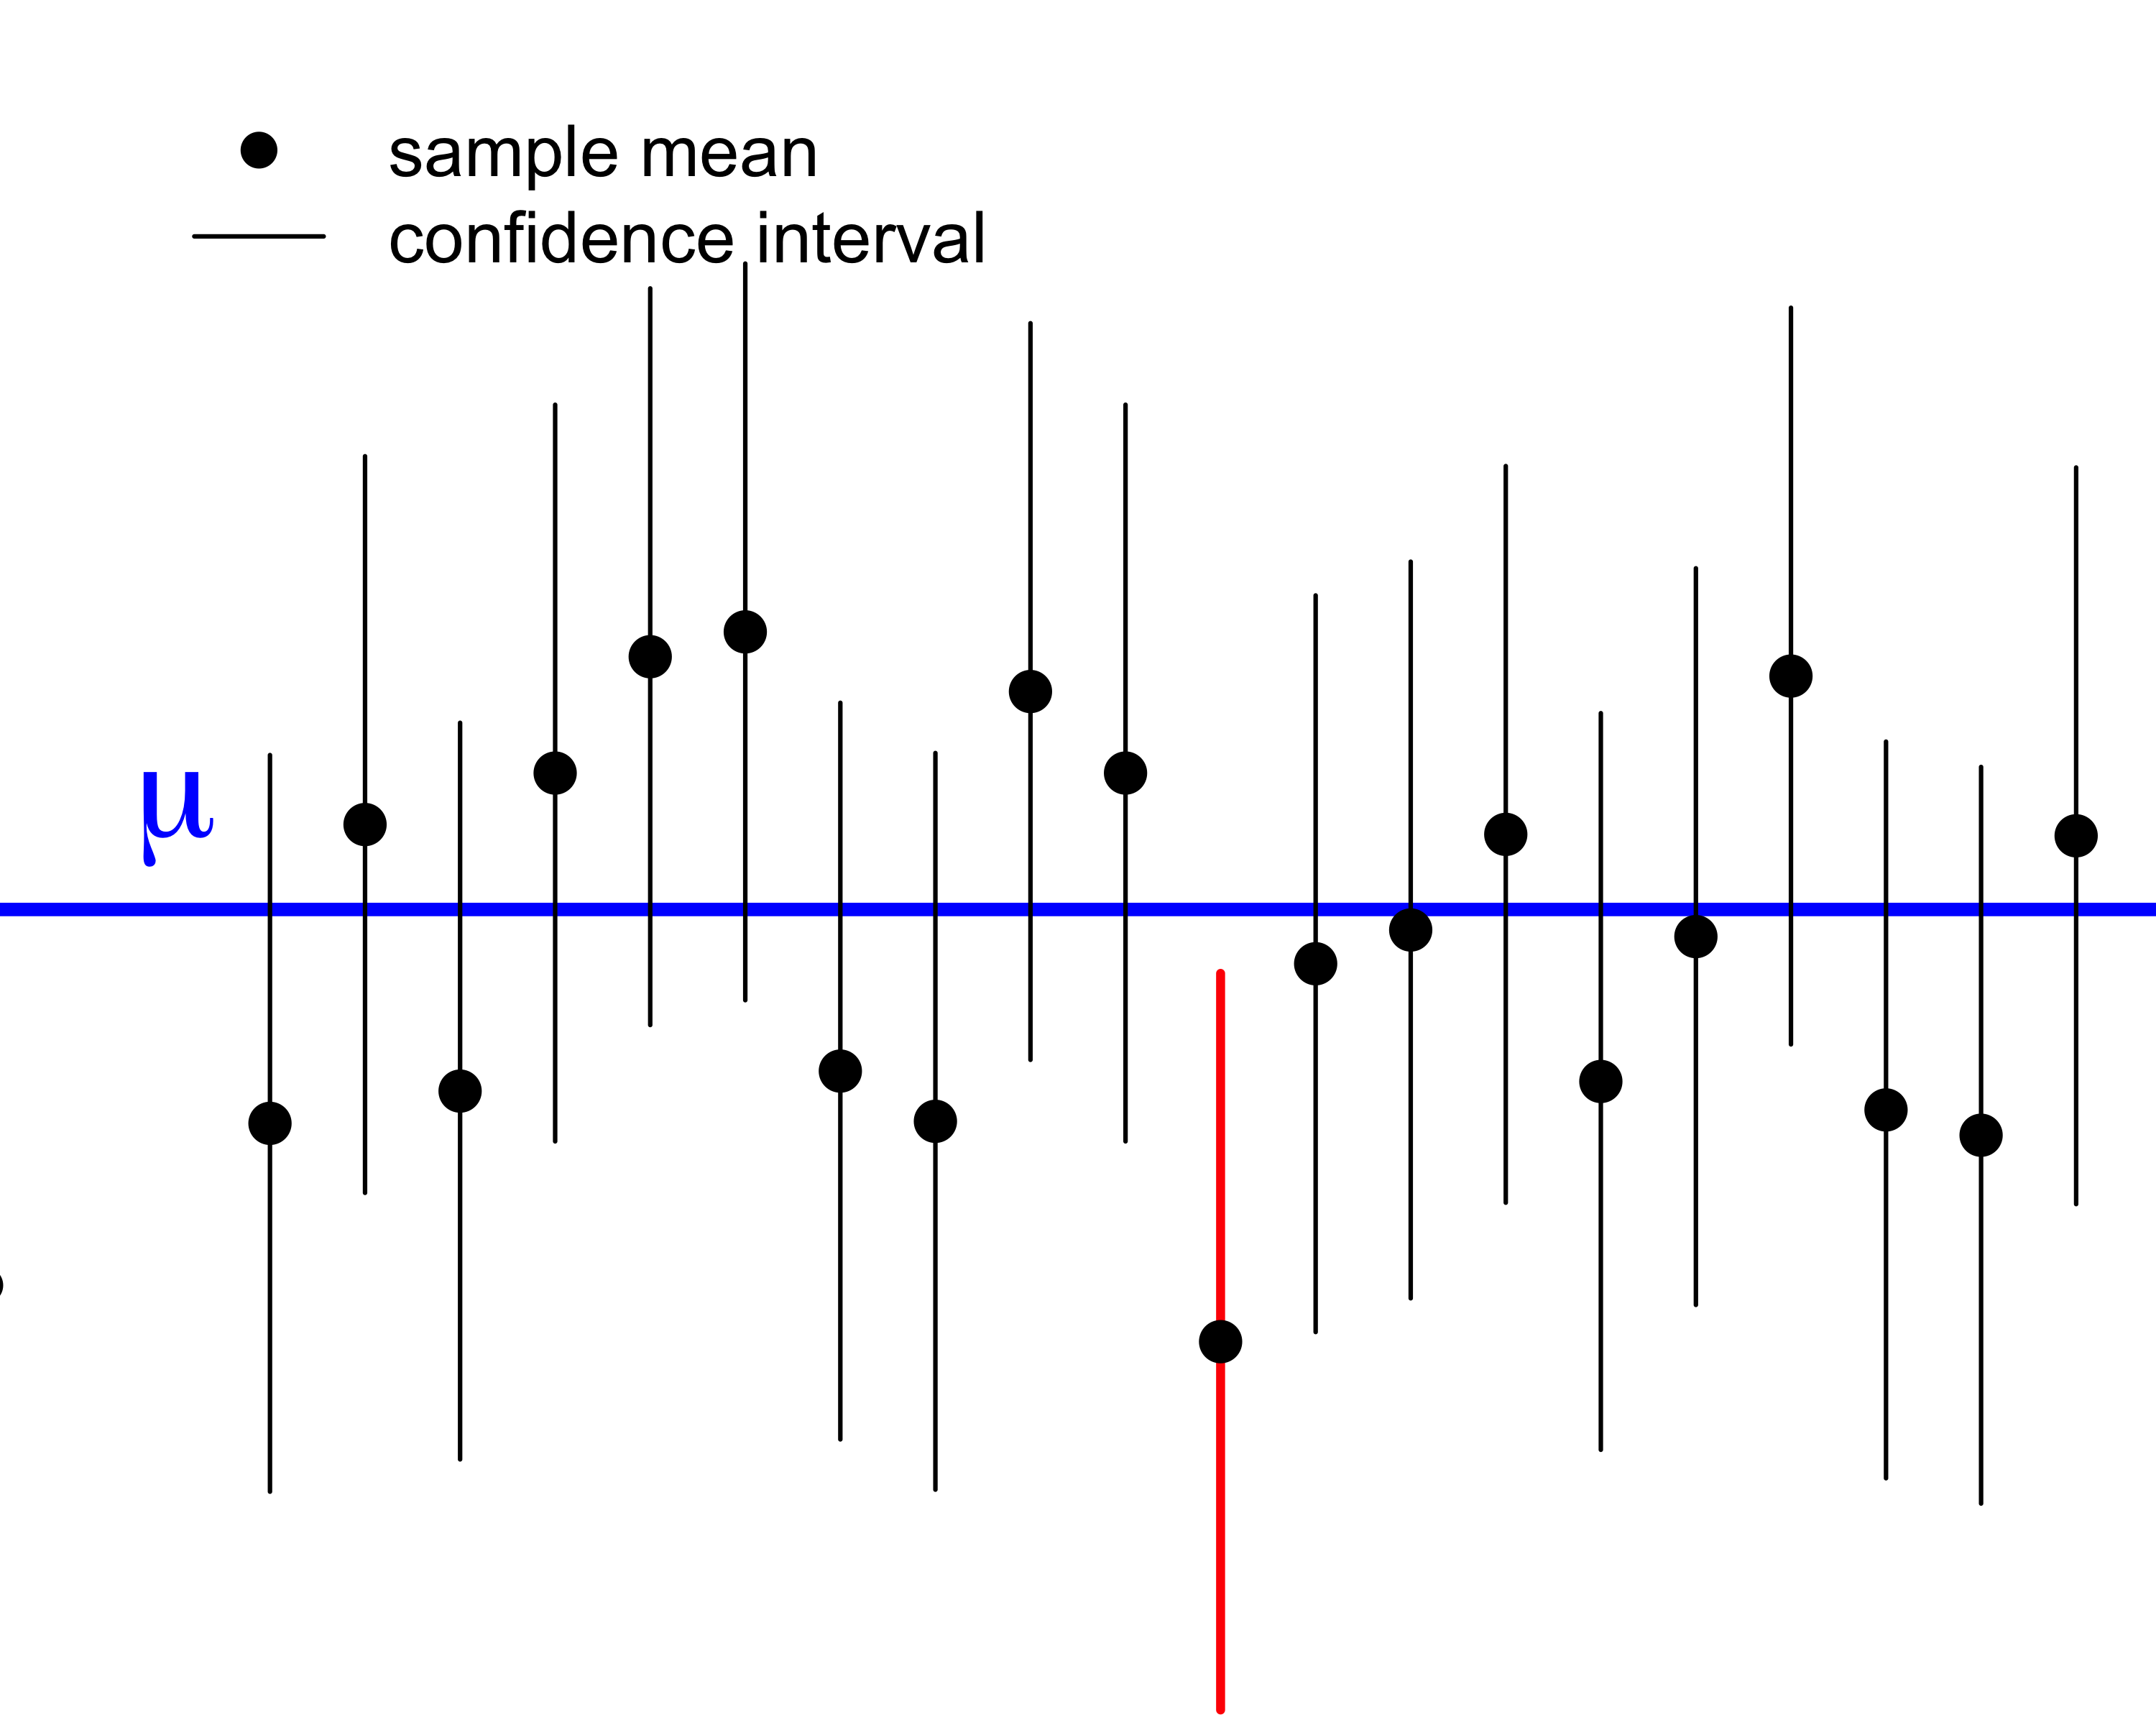 sample mean
confidence interval
μ